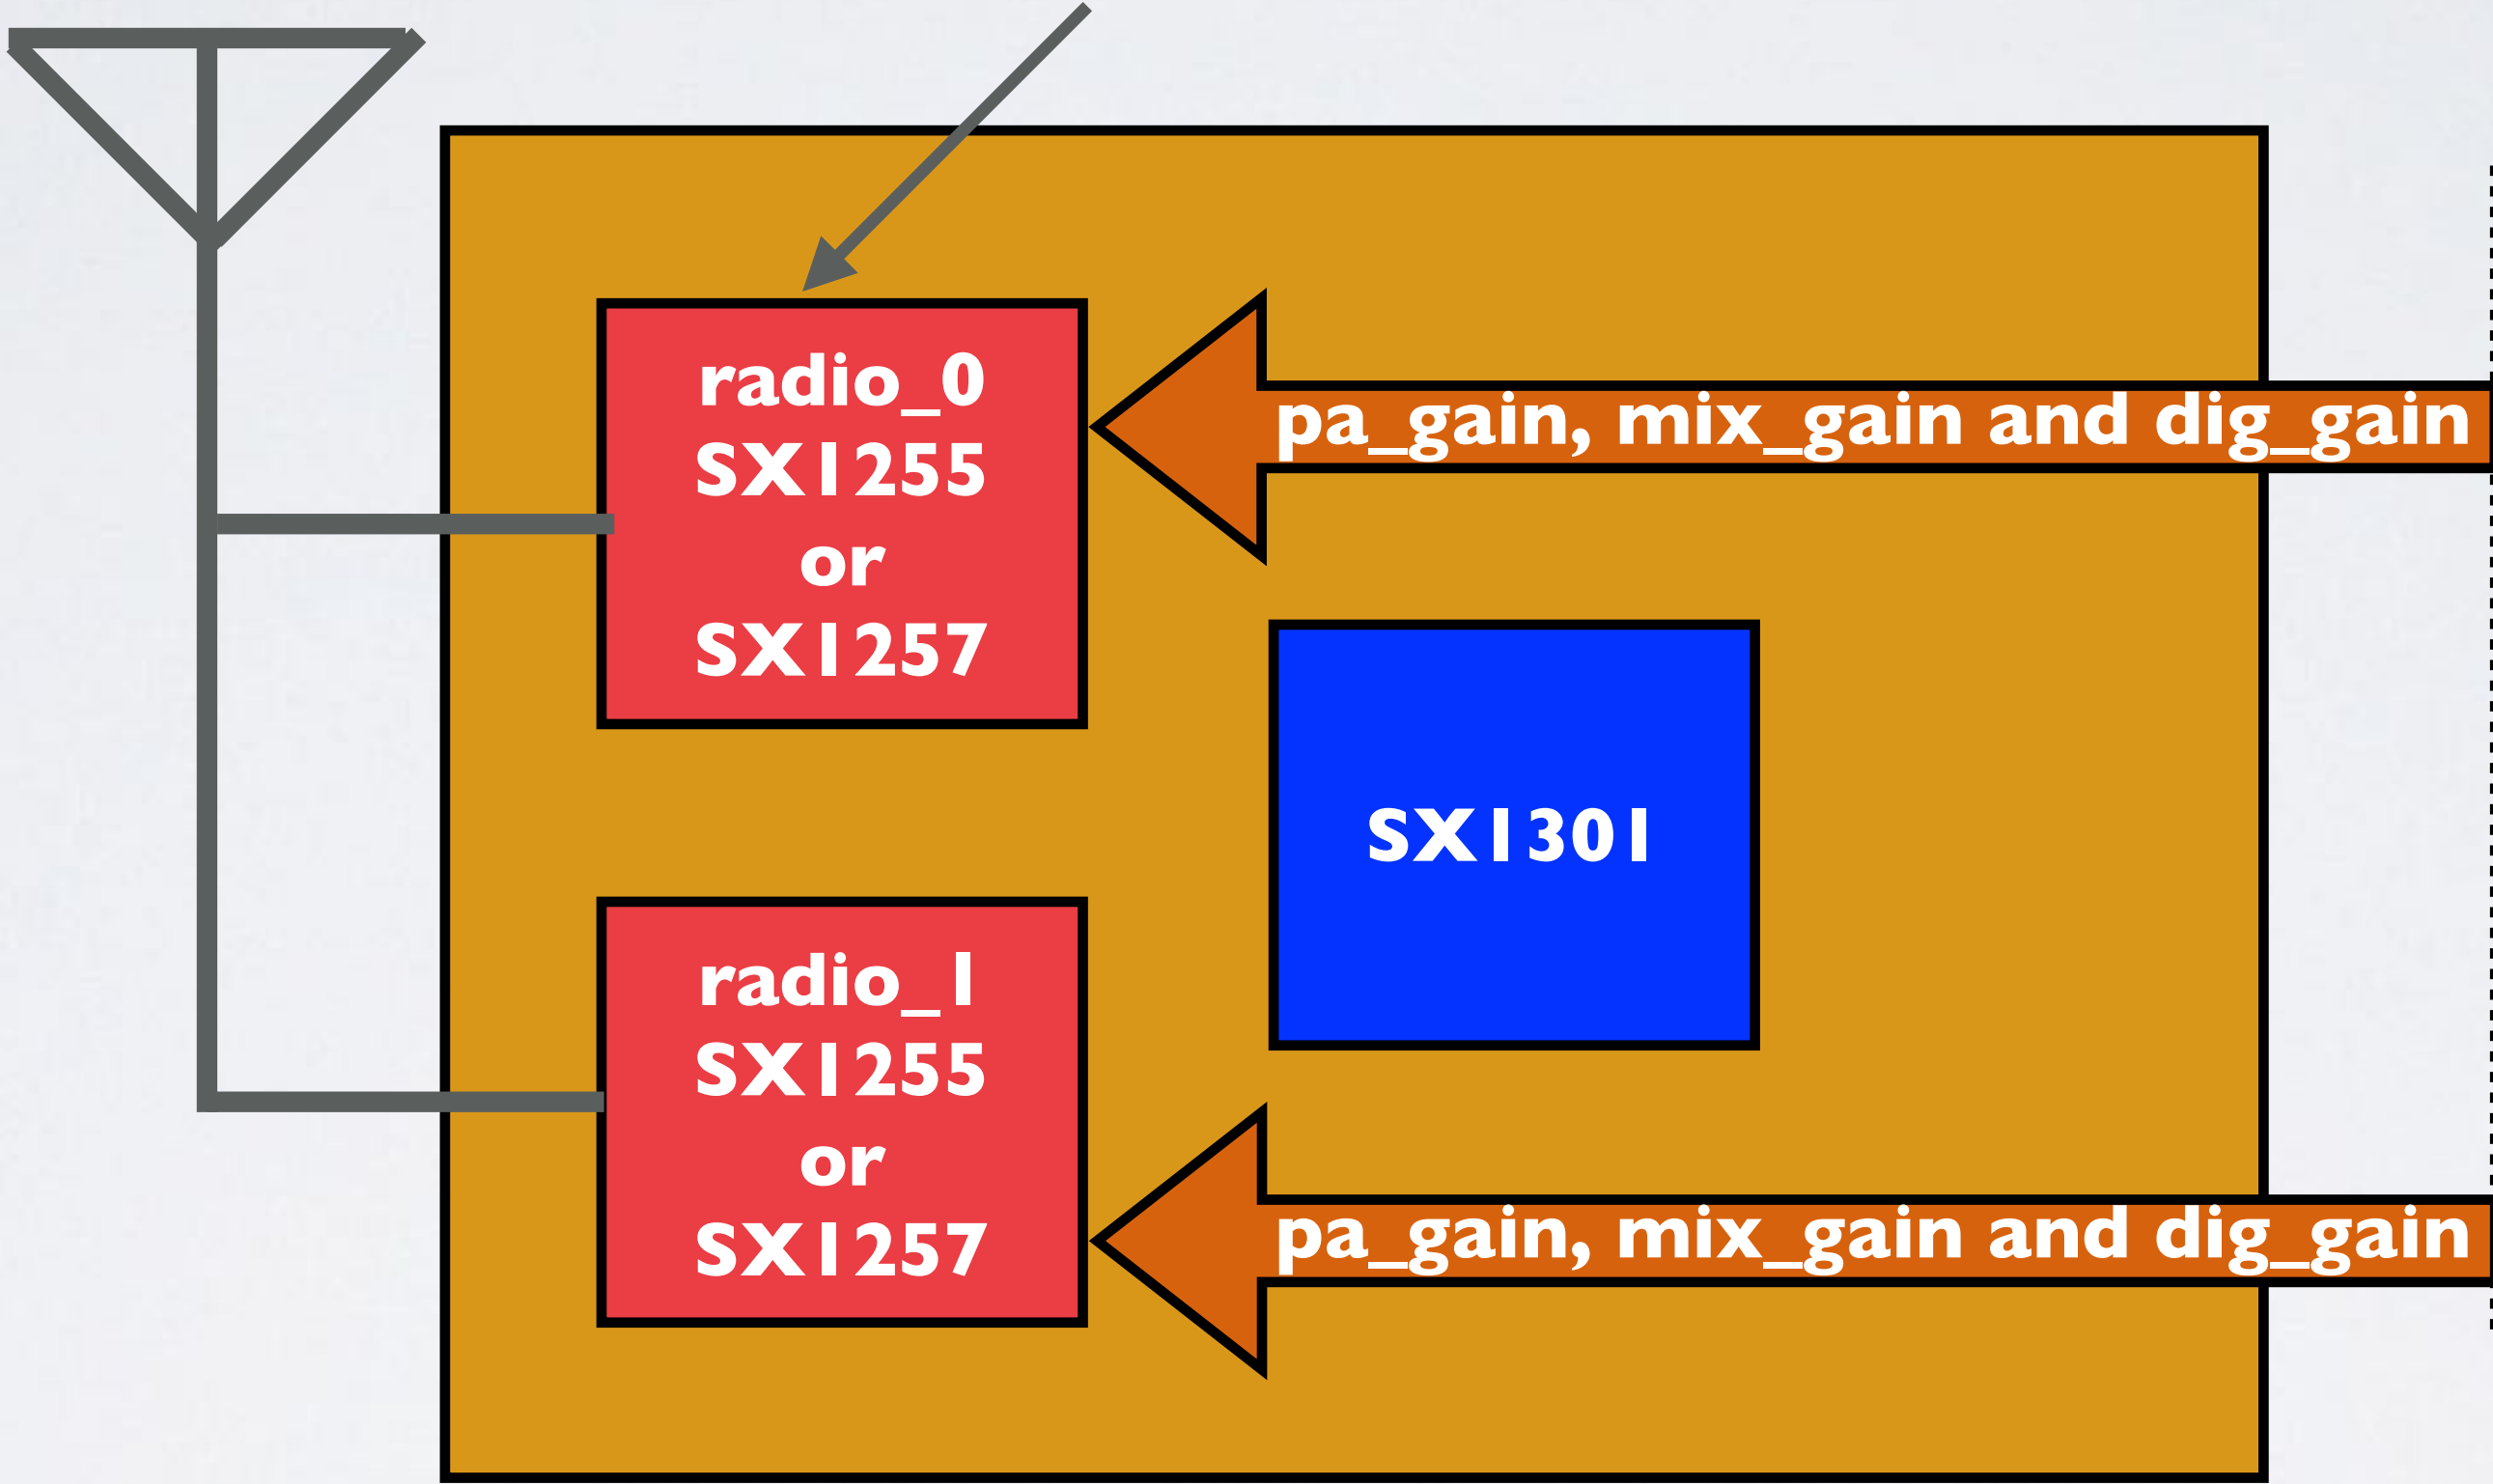 radio_0
SX1255
or
SX1257
pa_gain, mix_gain and dig_gain
SX1301
radio_1
SX1255
or
SX1257
pa_gain, mix_gain and dig_gain